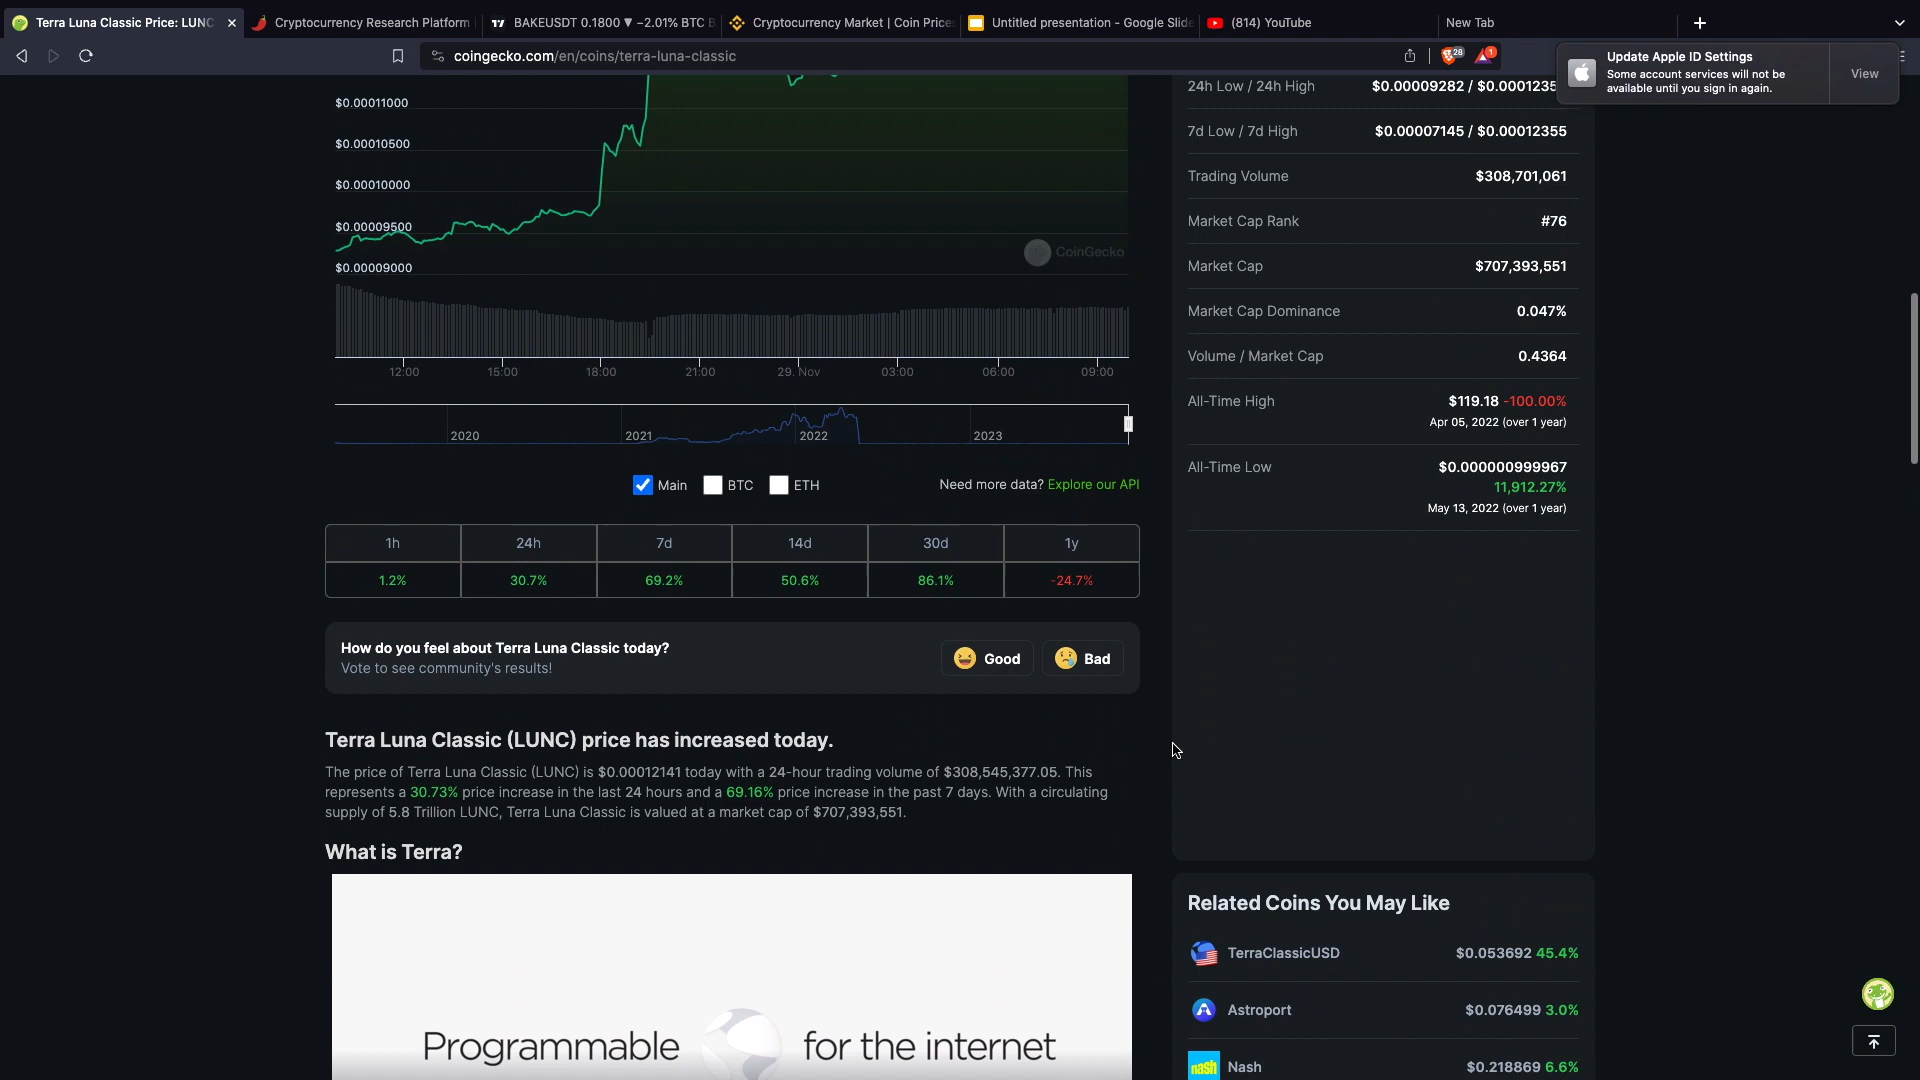 Terra Luna Classic Price: LUNC
Cryptocurrency Research Platform
BAKEUSDT 0.1800 ▼ −2.01% BTC B
Cryptocurrency Market | Coin Price
Untitled presentation - Google Slide
(814) YouTube
New Tab
coingecko.com/en/coins/terra-luna-classic
28
1
Update Apple ID Settings
Some account services will not be
available until you sign in again.
View
$0.00011000
$0.00010500
$0.00010000
$0.00009500
$0.00009000
CoinGecko
12:00 15:00 18:00 21:00 29. Nov 03:00 06:00 09:00
2020 2021 2022 2023
Main BTC ETH
Need more data? Explore our API
1h 24h 7d 14d 30d 1y
1.2% 30.7% 69.2% 50.6% 86.1% -24.7%
How do you feel about Terra Luna Classic today?
Vote to see community's results!
Good Bad
Terra Luna Classic (LUNC) price has increased today.
The price of Terra Luna Classic (LUNC) is $0.00012141 today with a 24-hour trading volume of $308,545,377.05. This
represents a 30.73% price increase in the last 24 hours and a 69.16% price increase in the past 7 days. With a circulating
supply of 5.8 Trillion LUNC, Terra Luna Classic is valued at a market cap of $707,393,551.
What is Terra?
Programmable for the internet
24h Low / 24h High $0.00009282 / $0.0001235
7d Low / 7d High $0.00007145 / $0.00012355
Trading Volume $308,701,061
Market Cap Rank #76
Market Cap $707,393,551
Market Cap Dominance 0.047%
Volume / Market Cap 0.4364
All-Time High $119.18 -100.00%
Apr 05, 2022 (over 1 year)
All-Time Low $0.000000999967
11,912.27%
May 13, 2022 (over 1 year)
Related Coins You May Like
TerraClassicUSD $0.053692 45.4%
Astroport $0.076499 3.0%
nash Nash $0.218869 6.6%